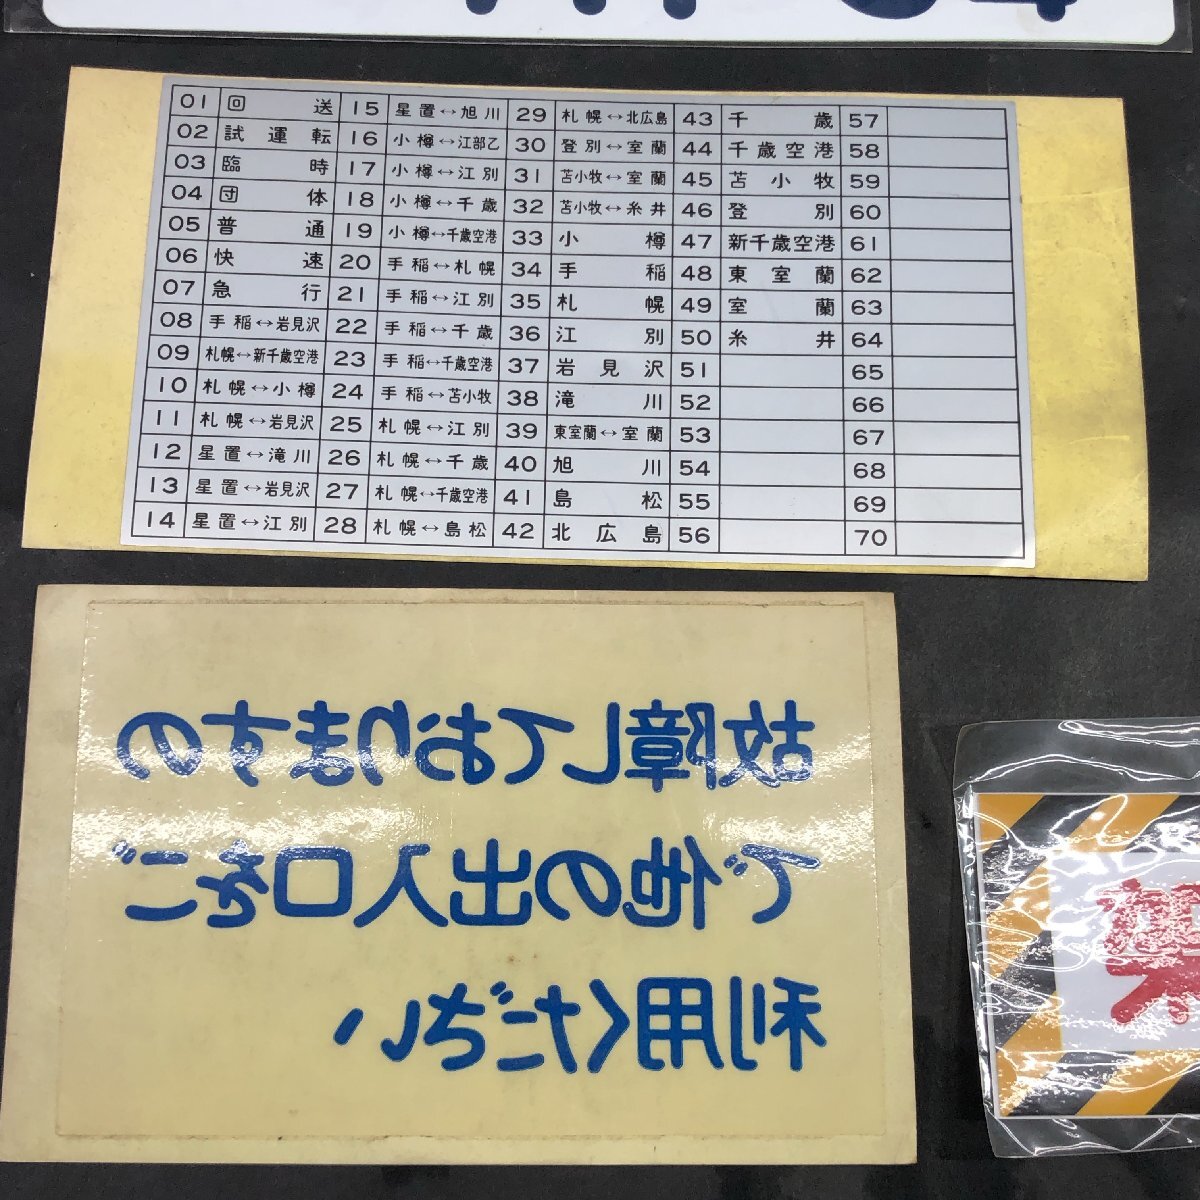 01 回送 15 星置↔旭川 29 札幌↔北広島 43 千歳 57
02 試運転 16 小樽↔江部乙 30 登別↔室蘭 44 千歳空港 58
03 臨時 17 小樽↔江別 31 苫小牧↔室蘭 45 苫小牧 59
04 団体 18 小樽↔千歳 32 苫小牧↔糸井 46 登別 60
05 普通 19 小樽↔千歳空港 33 小樽 47 新千歳空港 61
06 快速 20 手稲↔札幌 34 手稲 48 東室蘭 62
07 急行 21 手稲↔江別 35 札幌 49 室蘭 63
08 手稲↔岩見沢 22 手稲↔千歳 36 江別 50 糸井 64
09 札幌↔新千歳空港 23 手稲↔千歳空港 37 岩見沢 51 65
10 札幌↔小樽 24 手稲↔苫小牧 38 滝川 52 66
11 札幌↔岩見沢 25 札幌↔江別 39 東室蘭↔室蘭 53 67
12 星置↔滝川 26 札幌↔千歳 40 旭川 54 68
13 星置↔岩見沢 27 札幌↔千歳空港 41 島松 55 69
14 星置↔江別 28 札幌↔島松 42 北広島 56 70
故障しておりますの
で他の出入口をご
利用ください